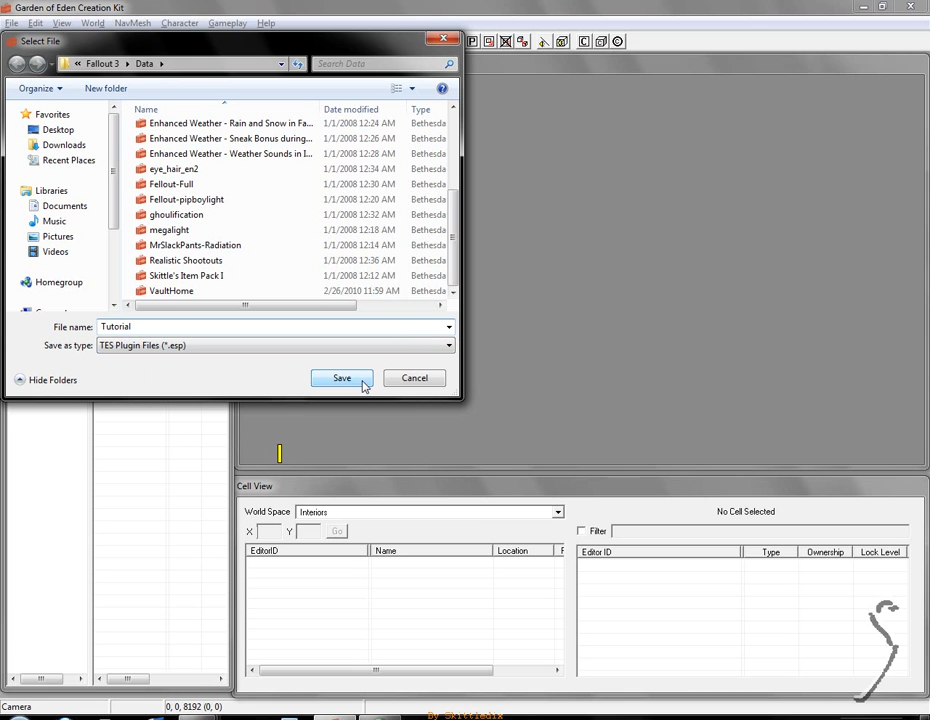 Garden of Eden Creation Kit
File Edit View World NavMesh Character Gameplay Help
Select File
« Fallout 3 Data Search Data
Organize New folder
Name Date modified Type
Favorites
Desktop
Downloads
Recent Places
Libraries
Documents
Music
Pictures
Videos
Homegroup
Enhanced Weather - Rain and Snow in Fa... 1/1/2008 12:24 AM Bethesda
Enhanced Weather - Sneak Bonus during... 1/1/2008 12:26 AM Bethesda
Enhanced Weather - Weather Sounds in I... 1/1/2008 12:28 AM Bethesda
eye_hair_en2 1/1/2008 12:34 AM Bethesda
Fellout-Full 1/1/2008 12:30 AM Bethesda
Fellout-pipboylight 1/1/2008 12:20 AM Bethesda
ghoulification 1/1/2008 12:32 AM Bethesda
megalight 1/1/2008 12:18 AM Bethesda
MrSlackPants-Radiation 1/1/2008 12:14 AM Bethesda
Realistic Shootouts 1/1/2008 12:36 AM Bethesda
Skittle's Item Pack I 1/1/2008 12:12 AM Bethesda
VaultHome 2/26/2010 11:59 AM Bethesda
File name: Tutorial
Save as type: TES Plugin Files (*.esp)
Hide Folders Save Cancel
Cell View
World Space Interiors No Cell Selected
X Y Go Filter
EditorID Name Location
Editor ID Type Ownership Lock Level
Camera 0, 0, 8192 (0, 0)
By Skittledix